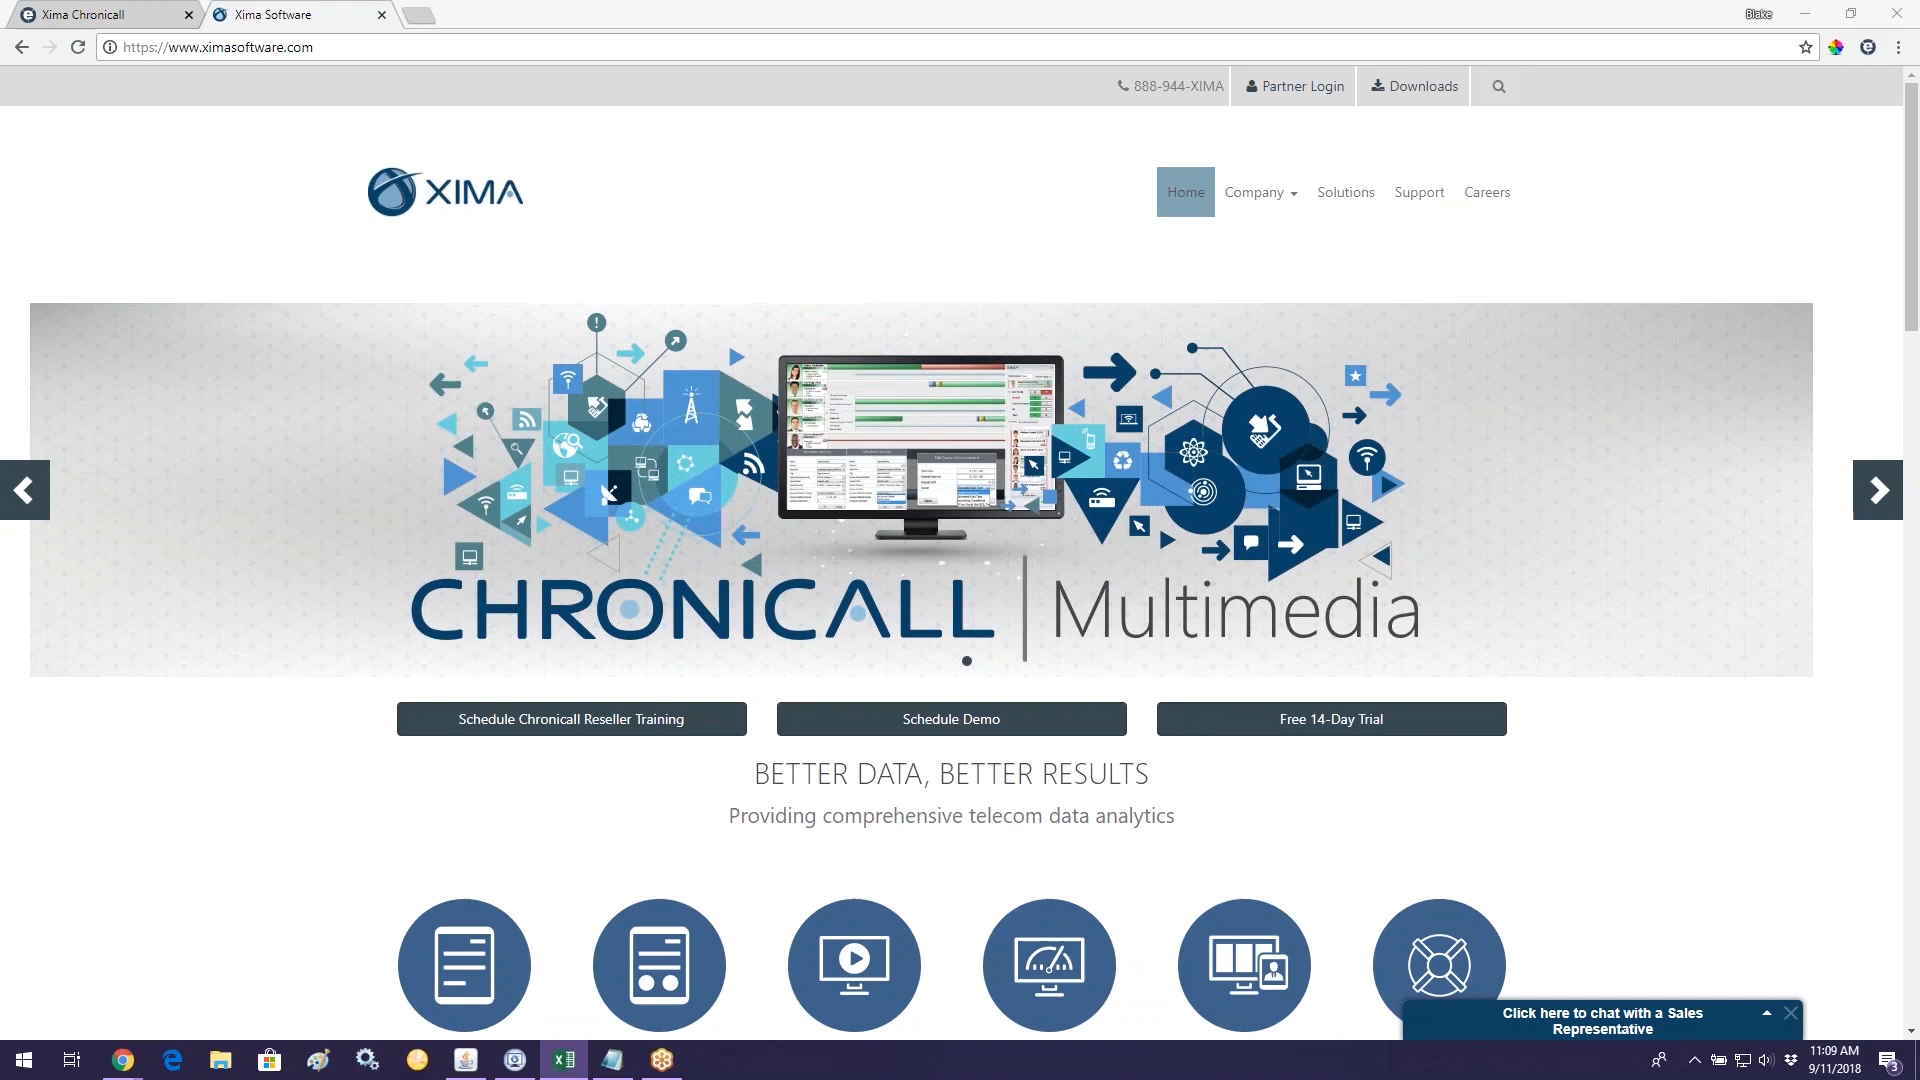 Xima Chronicall
Xima Software
Blake
https://www.ximasoftware.com
888-944-XIMA
Partner Login
Downloads
XIMA
Home
Company
Solutions
Support
Careers
CHRONICALL
Multimedia
Schedule Chronicall Reseller Training
Schedule Demo
Free 14-Day Trial
BETTER DATA, BETTER RESULTS
Providing comprehensive telecom data analytics
Click here to chat with a Sales
Representative
11:09 AM
9/11/2018
3